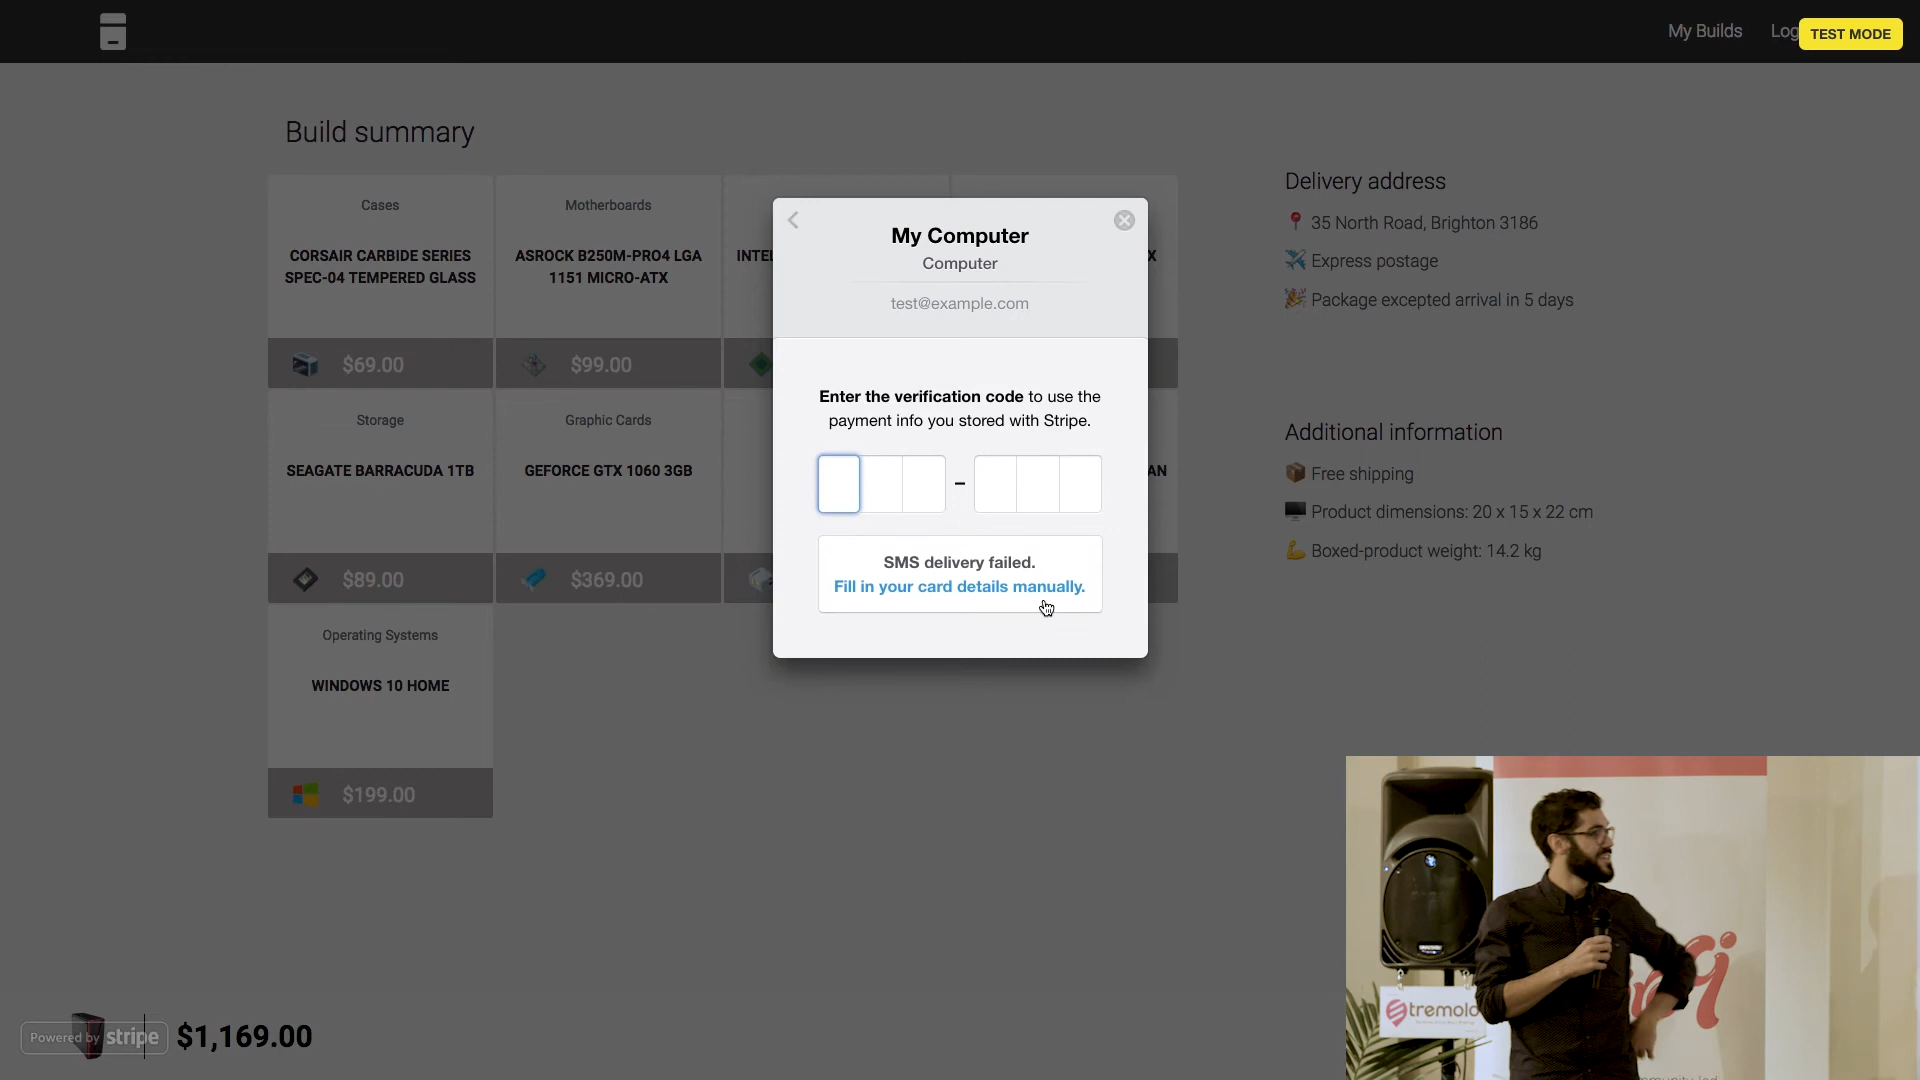 My Builds
Log
TEST MODE
Build summary
Cases
CORSAIR CARBIDE SERIES
SPEC-04 TEMPERED GLASS
$69.00
Motherboards
ASROCK B250M-PRO4 LGA
1151 MICRO-ATX
$99.00
INTEL
X
Storage
SEAGATE BARRACUDA 1TB
$89.00
Graphic Cards
GEFORCE GTX 1060 3GB
$369.00
AN
Operating Systems
WINDOWS 10 HOME
$199.00
My Computer
Computer
test@example.com
Enter the verification code to use the
payment info you stored with Stripe.
–
SMS delivery failed.
Fill in your card details manually.
Delivery address
35 North Road, Brighton 3186
Express postage
Package excepted arrival in 5 days
Additional information
Free shipping
Product dimensions: 20 x 15 x 22 cm
Boxed-product weight: 14.2 kg
Powered by stripe
$1,169.00
Stremolo